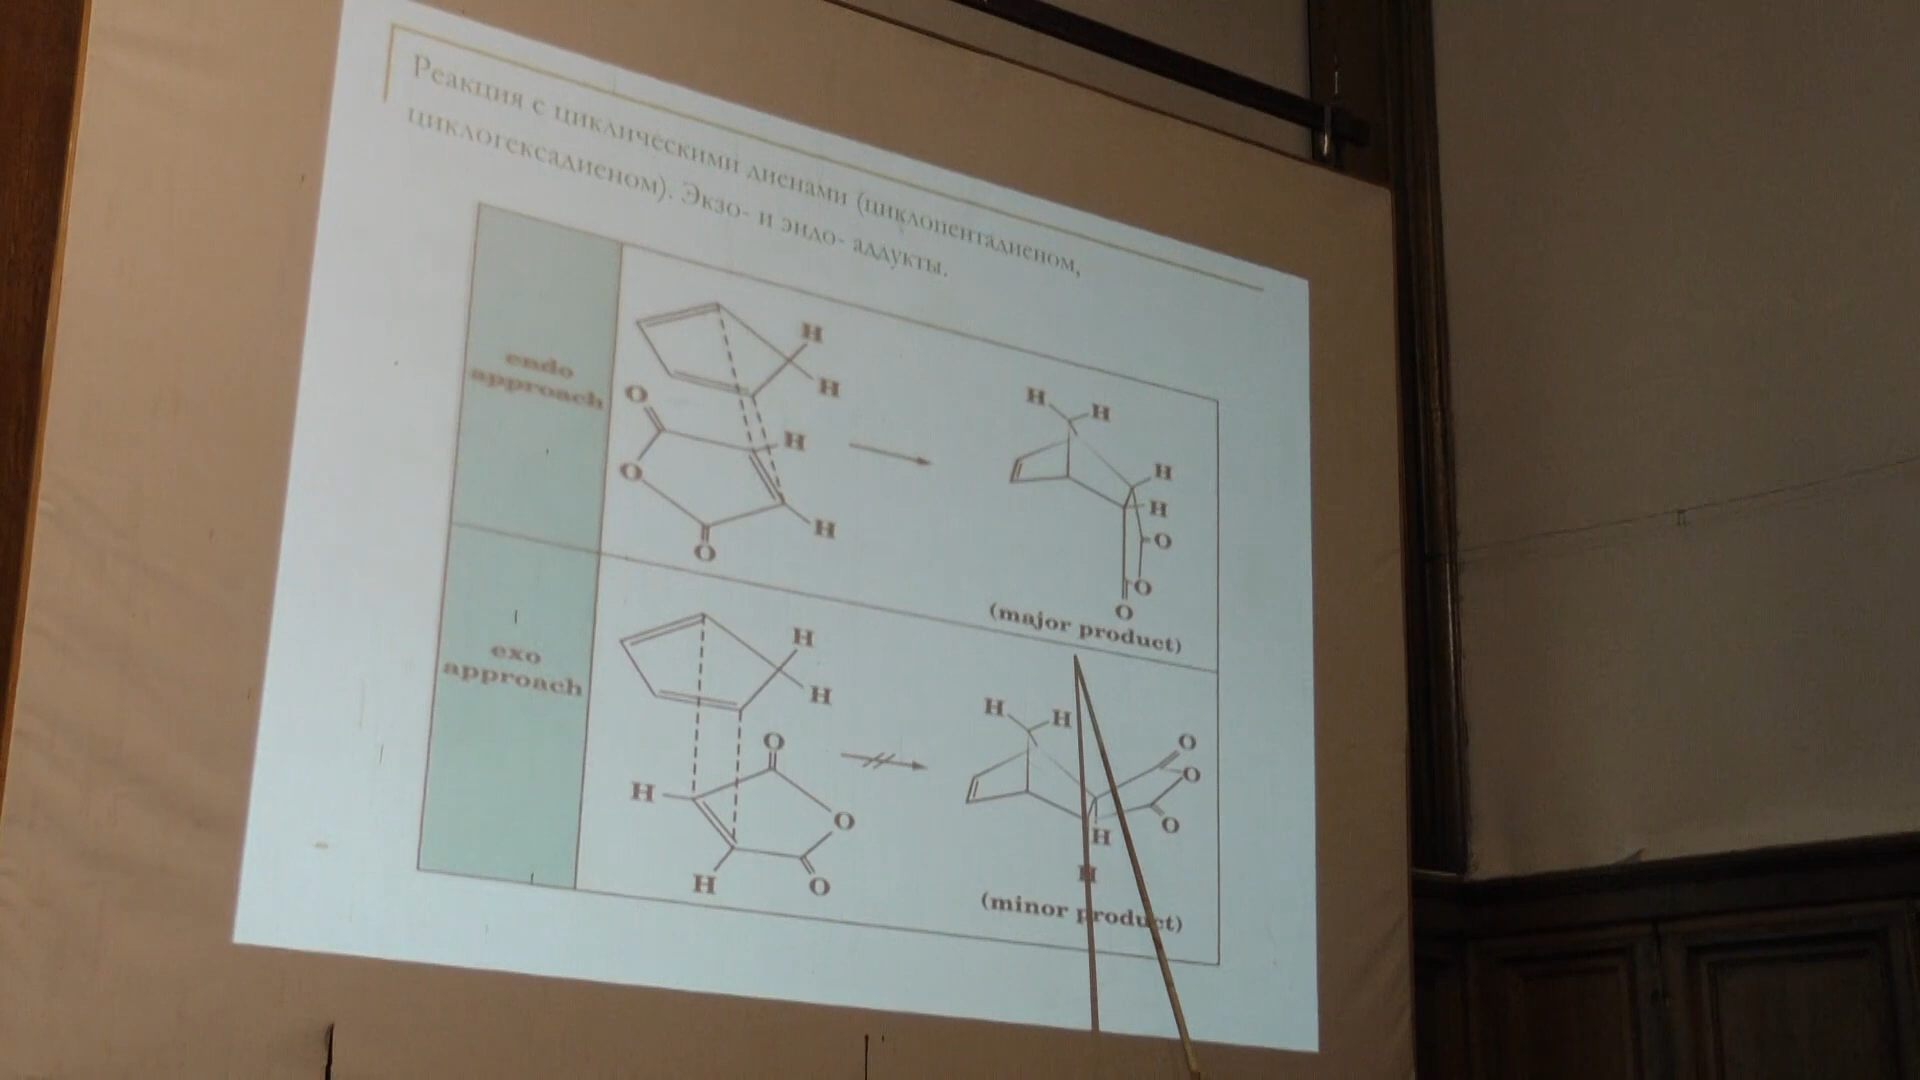 Реакция с циклическими диенами (циклопентадиеном,
циклогексадиеном). Экзо- и эндо- аддукты.
endo
approach
H
H
O
H
O
H
O
H
H
H
H
O
O
O
(major product)
exo
approach
H
H
O
H
O
H
O
H
H
O
O
O
H
H
(minor product)